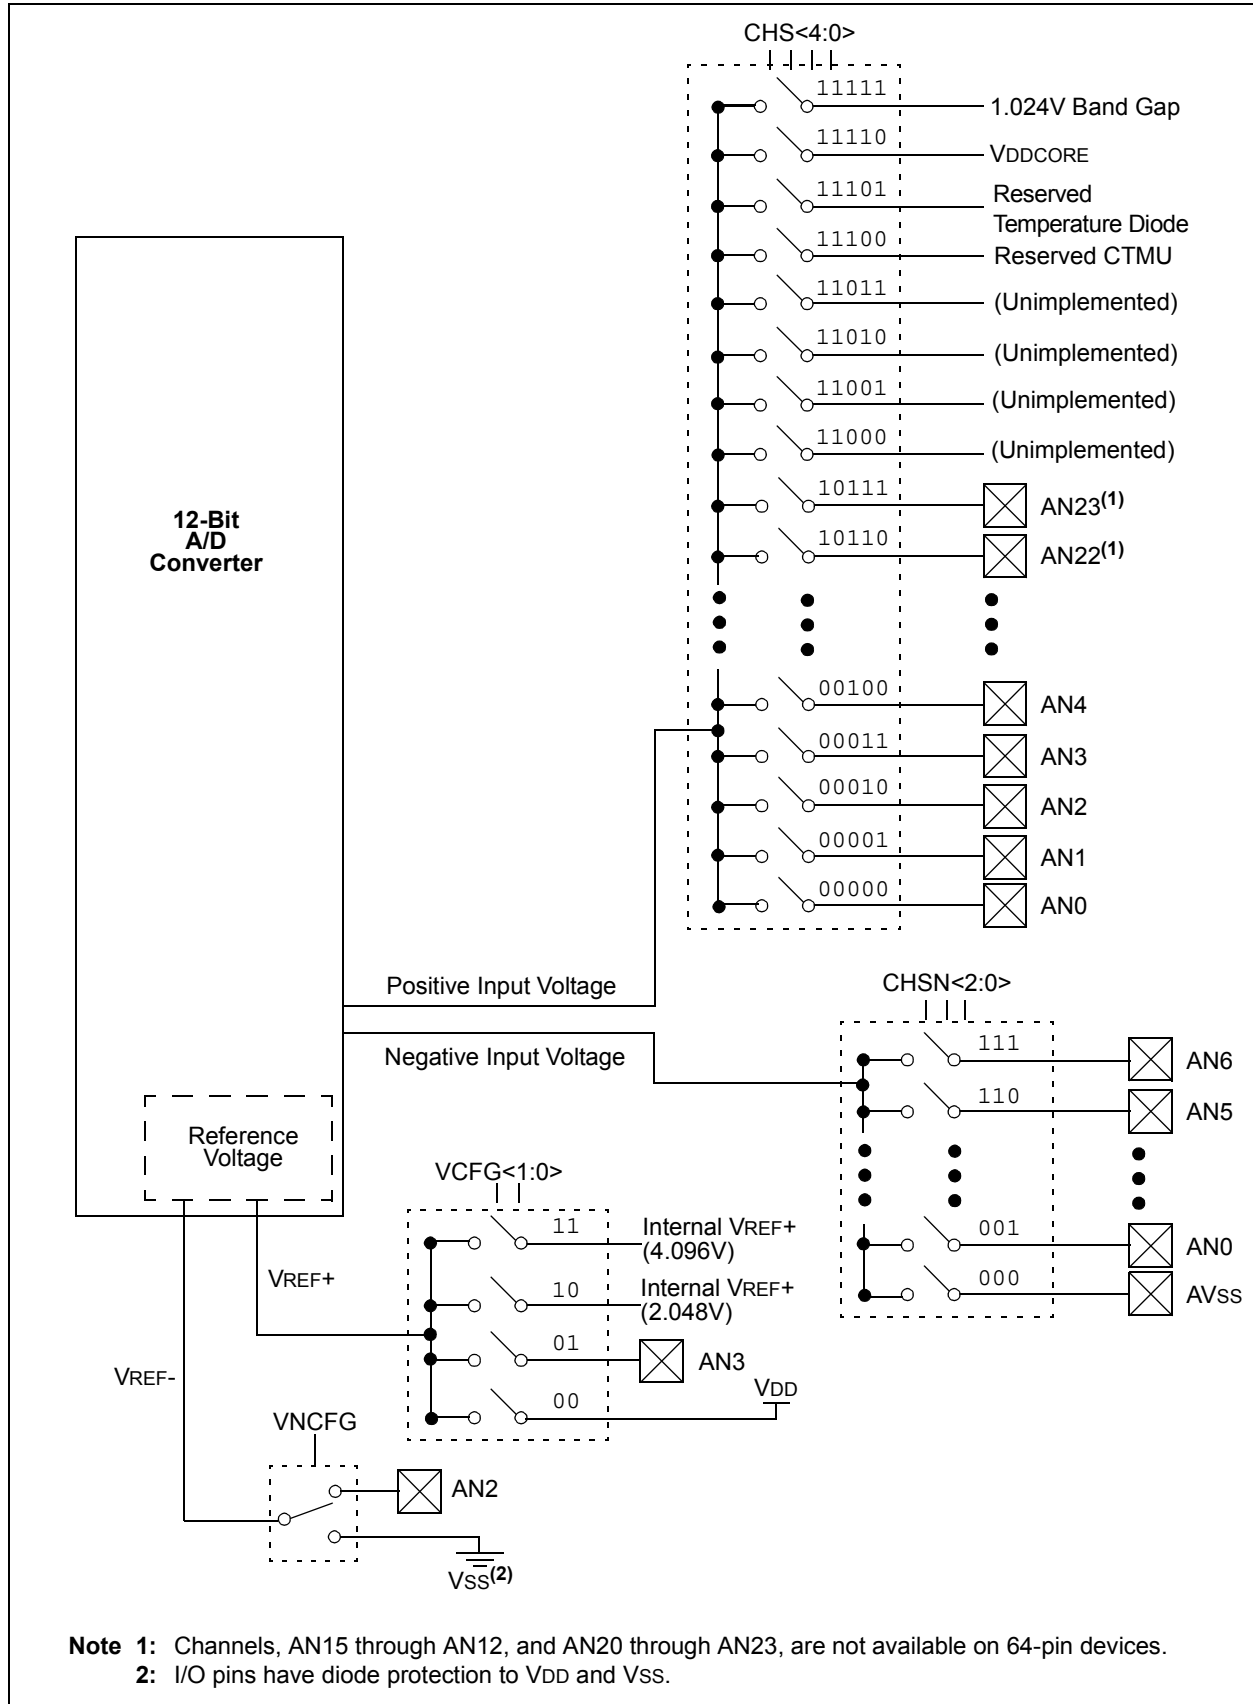 CHS<4:0>
11111
1.024V Band Gap
11110
VDDCORE
11101
Reserved
Temperature Diode
11100
Reserved CTMU
11011
(Unimplemented)
11010
(Unimplemented)
11001
(Unimplemented)
11000
(Unimplemented)
10111
AN23(1)
10110
AN22(1)
12-Bit
A/D
Converter
00100
AN4
00011
AN3
00010
AN2
00001
AN1
00000
AN0
Positive Input Voltage
CHSN<2:0>
Negative Input Voltage
111
AN6
110
AN5
001
AN0
000
AVSS
Reference
Voltage
VCFG<1:0>
11
Internal VREF+
(4.096V)
10
Internal VREF+
(2.048V)
01
AN3
00
VDD
VREF+
VREF-
VNCFG
AN2
VSS(2)
Note 1: Channels, AN15 through AN12, and AN20 through AN23, are not available on 64-pin devices.
2: I/O pins have diode protection to VDD and VSS.